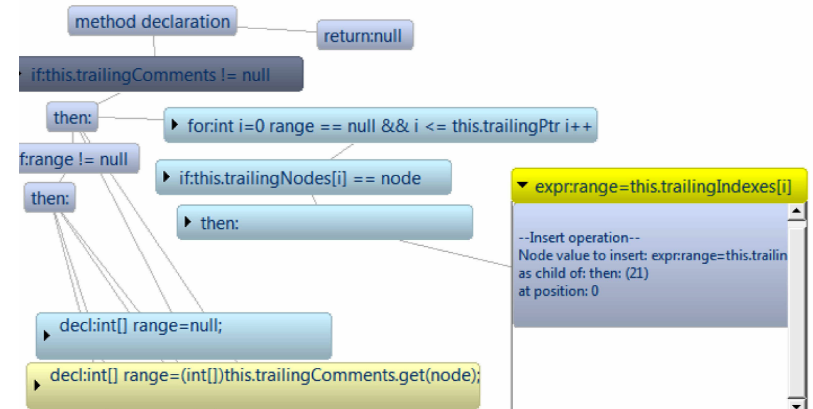 method declaration
return:null
if:this.trailingComments != null
then:
for:int i=0 range == null && i <= this.trailingPtr i++
f:range != null
if:this.trailingNodes[i] == node
expr:range=this.trailingIndexes[i]
then:
then:
--Insert operation--
Node value to insert: expr:range=this.trailin
as child of: then: (21)
at position: 0
decl:int[] range=null;
decl:int[] range=(int[])this.trailingComments.get(node);